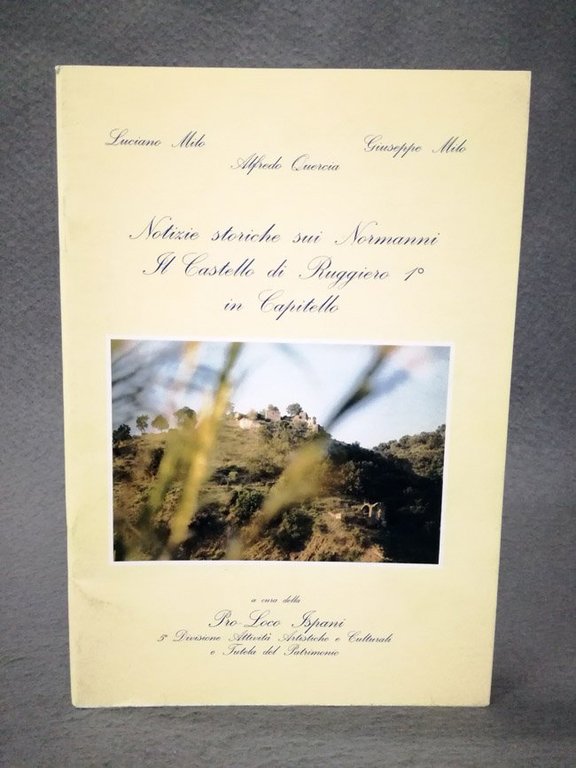 Luciano Milo Giuseppe Milo
Alfredo Quercia
Notizie storiche sui Normanni
Il Castello di Ruggiero 1º
in Capitello
a cura della
Pro-Loco Ispani
5ª Divisione Attività Artistiche e Culturali
e Tutela del Patrimonio